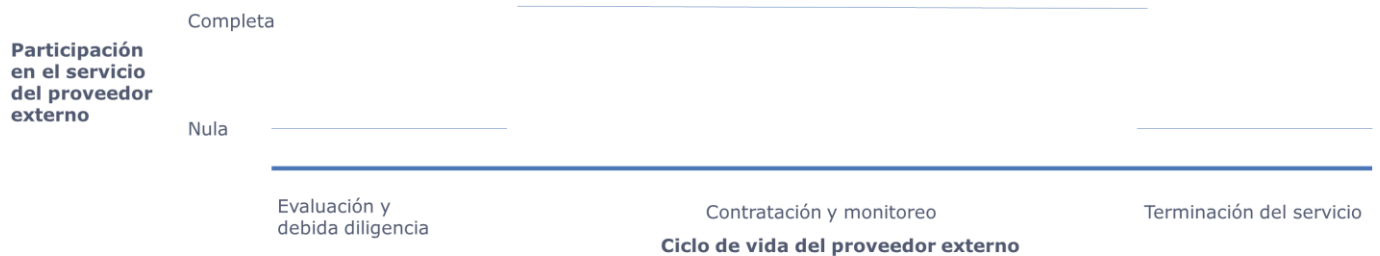 Completa
Participación
en el servicio
del proveedor
externo
Nula
Evaluación y
debida diligencia
Contratación y monitoreo
Terminación del servicio
Ciclo de vida del proveedor externo